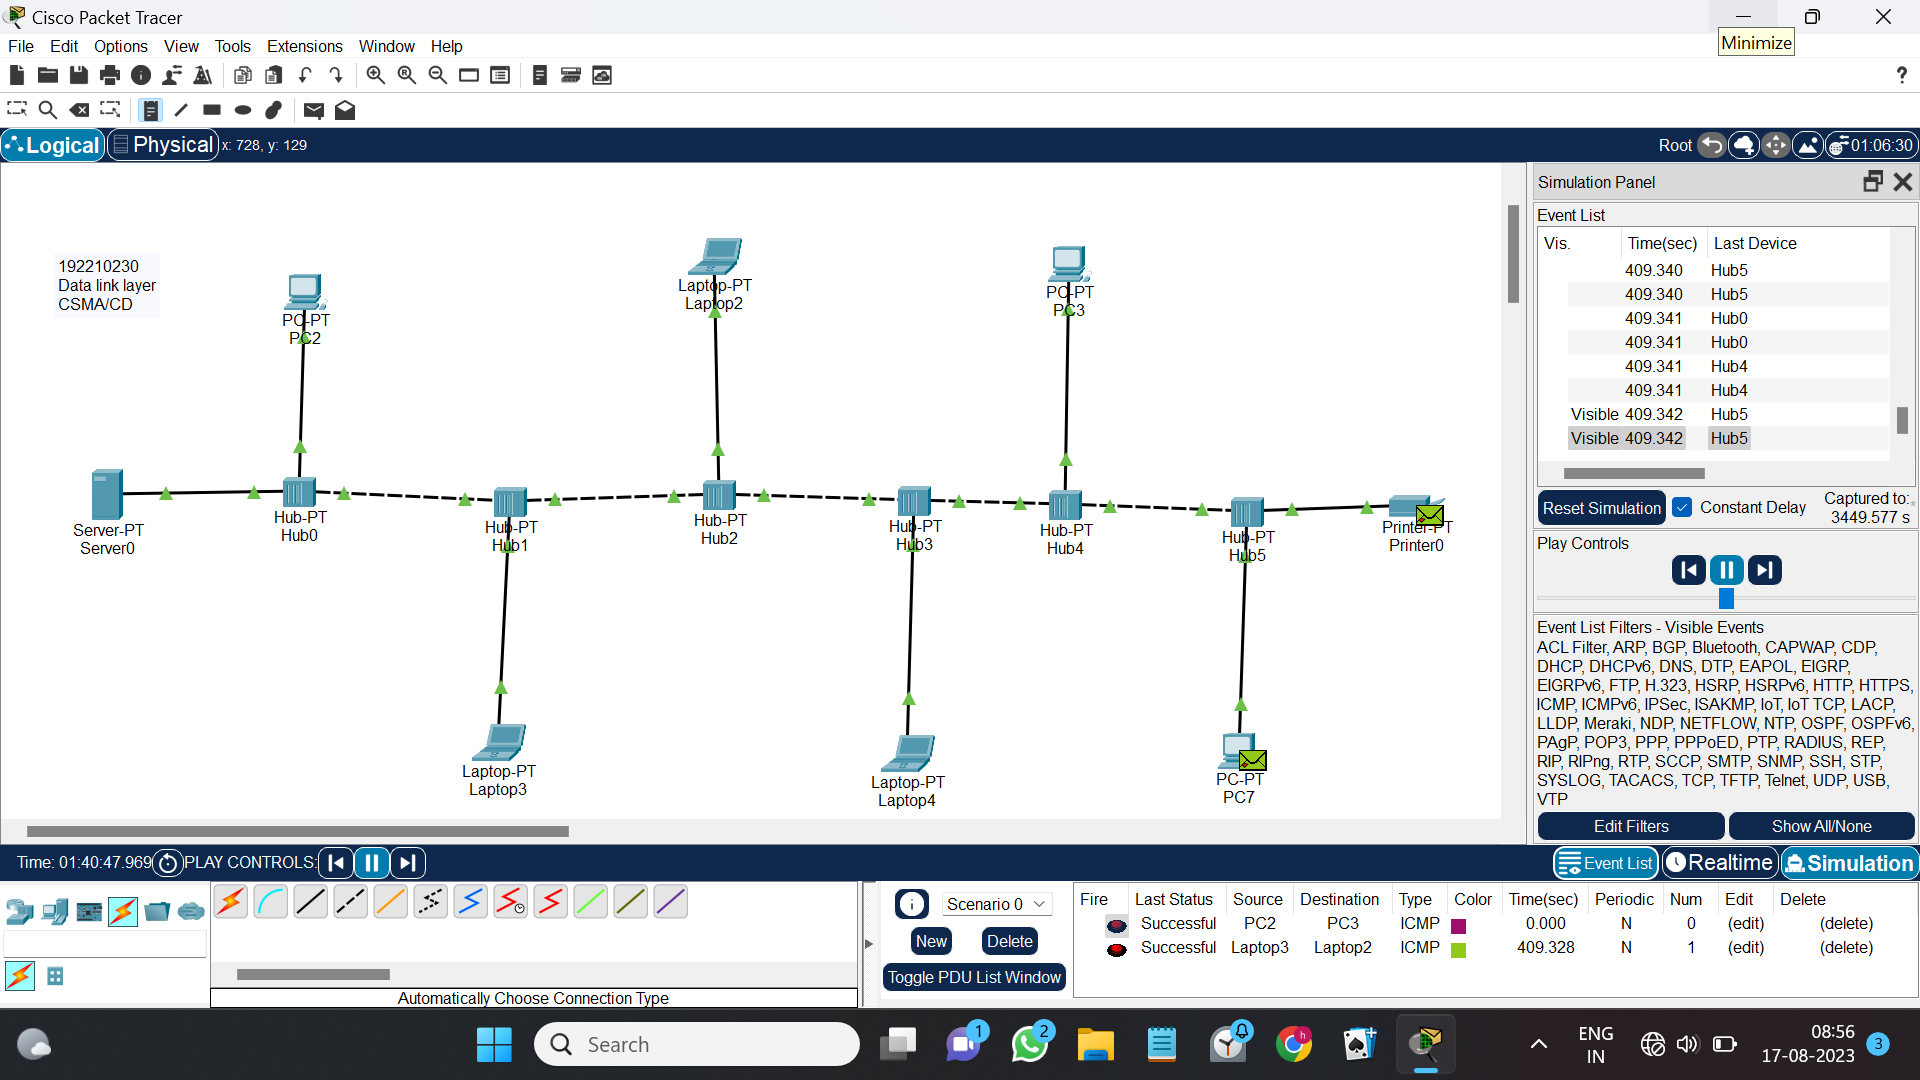 Cisco Packet Tracer
Minimize
File Edit Options View Tools Extensions Window Help
?
Logical Physical x: 728, y: 129
Root 01:06:30
192210230
Data link layer
CSMA/CD
PC-PT
PC2
Laptop-PT
Laptop2
PC-PT
PC3
Server-PT
Server0
Hub-PT
Hub0
Hub-PT
Hub1
Hub-PT
Hub2
Hub-PT
Hub3
Hub-PT
Hub4
Hub-PT
Hub5
Printer-PT
Printer0
Laptop-PT
Laptop3
Laptop-PT
Laptop4
PC-PT
PC7
Simulation Panel
Event List
Vis. Time(sec) Last Device
409.340 Hub5
409.340 Hub5
409.341 Hub0
409.341 Hub0
409.341 Hub4
409.341 Hub4
Visible 409.342 Hub5
Visible 409.342 Hub5
Reset Simulation Constant Delay Captured to:
3449.577 s
Play Controls
Event List Filters - Visible Events
ACL Filter, ARP, BGP, Bluetooth, CAPWAP, CDP,
DHCP, DHCPv6, DNS, DTP, EAPOL, EIGRP,
EIGRPv6, FTP, H.323, HSRP, HSRPv6, HTTP, HTTPS,
ICMP, ICMPv6, IPSec, ISAKMP, IoT, IoT TCP, LACP,
LLDP, Meraki, NDP, NETFLOW, NTP, OSPF, OSPFv6,
PAgP, POP3, PPP, PPPoED, PTP, RADIUS, REP,
RIP, RIPng, RTP, SCCP, SMTP, SNMP, SSH, STP,
SYSLOG, TACACS, TCP, TFTP, Telnet, UDP, USB,
VTP
Edit Filters Show All/None
Time: 01:40:47.969 PLAY CONTROLS:
Event List Realtime Simulation
Automatically Choose Connection Type
Scenario 0
New Delete
Toggle PDU List Window
Fire Last Status Source Destination Type Color Time(sec) Periodic Num Edit Delete
Successful PC2 PC3 ICMP 0.000 N 0 (edit) (delete)
Successful Laptop3 Laptop2 ICMP 409.328 N 1 (edit) (delete)
Search
1
2
h
ENG
IN
08:56
17-08-2023
3